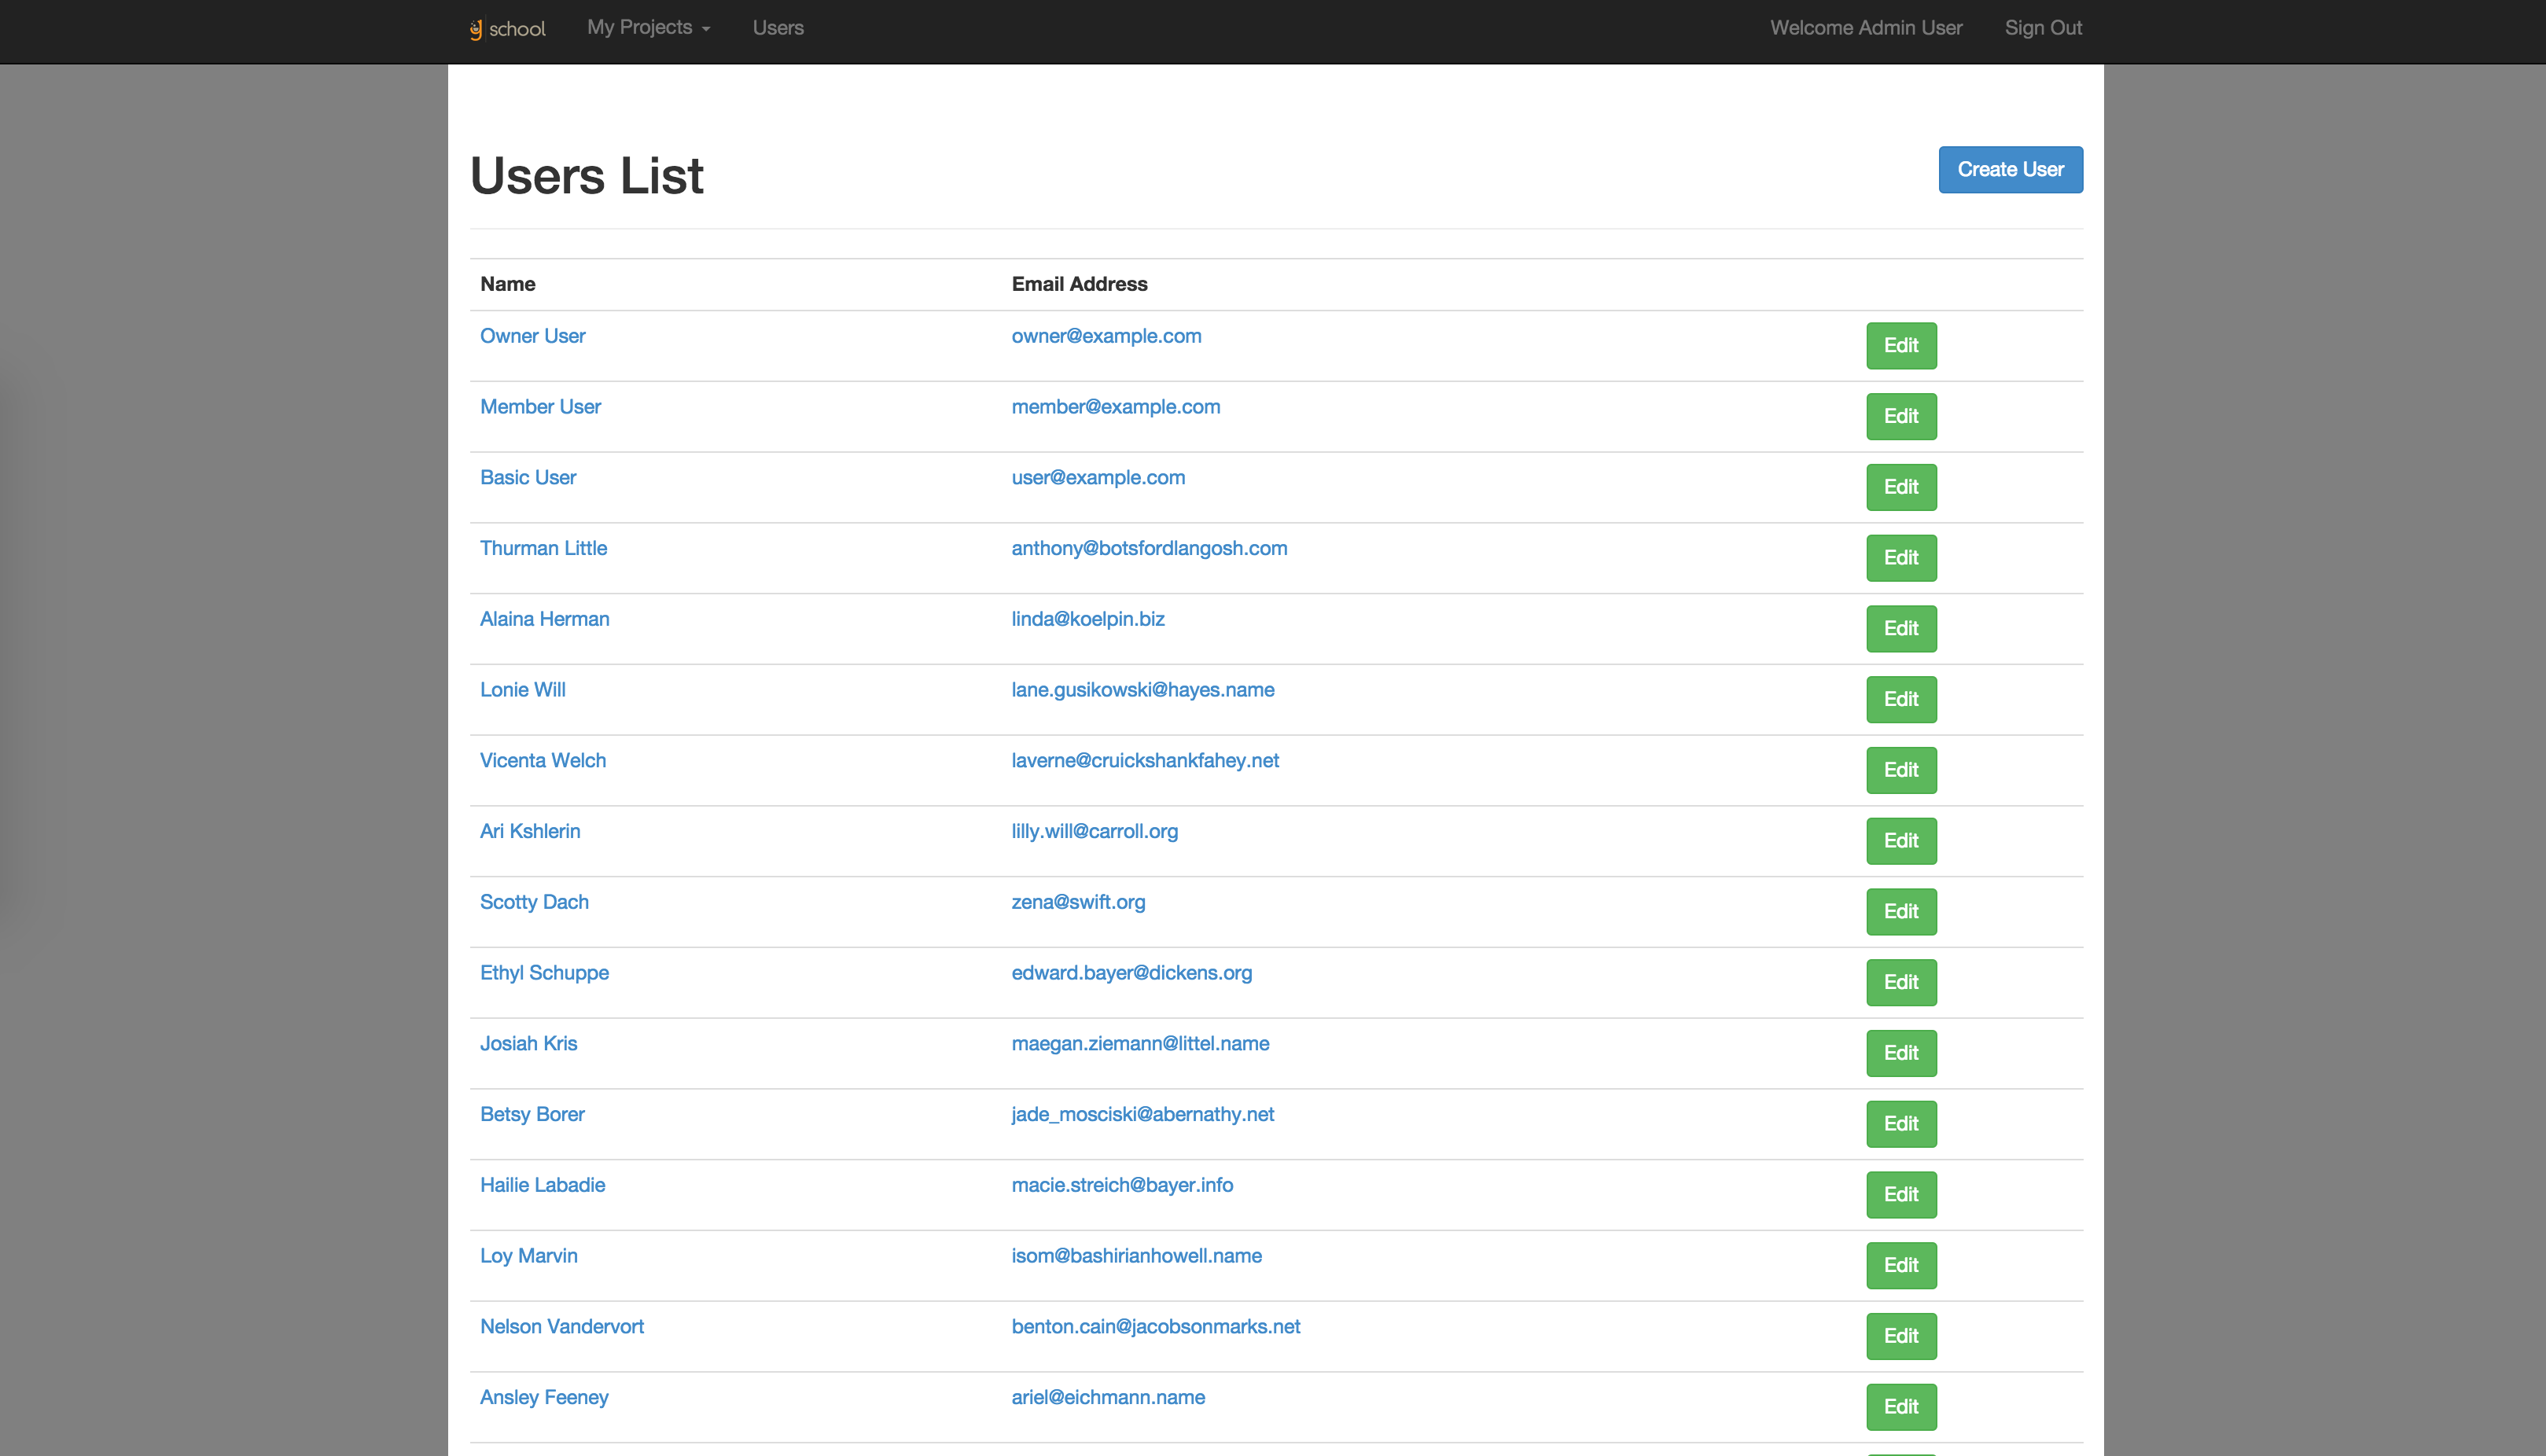 g school My Projects Users Welcome Admin User Sign Out
Users List Create User
Name Email Address
Owner User owner@example.com Edit
Member User member@example.com Edit
Basic User user@example.com Edit
Thurman Little anthony@botsfordlangosh.com Edit
Alaina Herman linda@koelpin.biz Edit
Lonie Will lane.gusikowski@hayes.name Edit
Vicenta Welch laverne@cruickshankfahey.net Edit
Ari Kshlerin lilly.will@carroll.org Edit
Scotty Dach zena@swift.org Edit
Ethyl Schuppe edward.bayer@dickens.org Edit
Josiah Kris maegan.ziemann@littel.name Edit
Betsy Borer jade_mosciski@abernathy.net Edit
Hailie Labadie macie.streich@bayer.info Edit
Loy Marvin isom@bashirianhowell.name Edit
Nelson Vandervort benton.cain@jacobsonmarks.net Edit
Ansley Feeney ariel@eichmann.name Edit